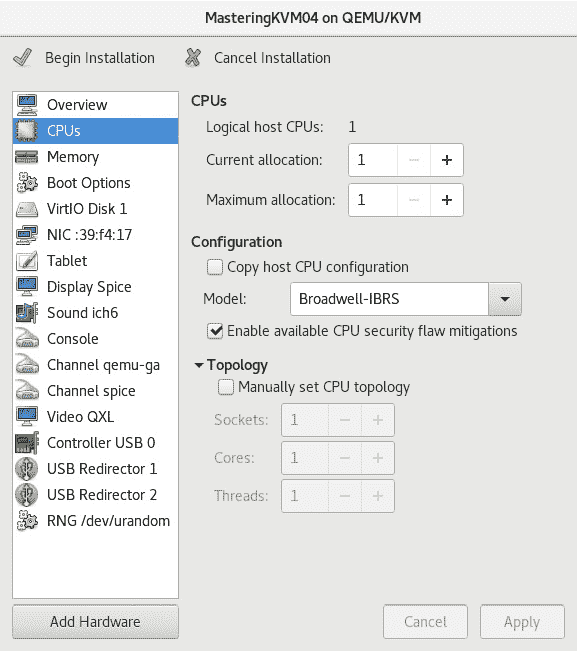 MasteringKVM04 on QEMU/KVM
Begin Installation
Cancel Installation
Overview
CPUs
Memory
Boot Options
VirtIO Disk 1
NIC :39:f4:17
Tablet
Display Spice
Sound ich6
Console
Channel qemu-ga
Channel spice
Video QXL
Controller USB 0
USB Redirector 1
USB Redirector 2
RNG /dev/urandom
Add Hardware
CPUs
Logical host CPUs: 1
Current allocation: 1 − +
Maximum allocation: 1 − +
Configuration
Copy host CPU configuration
Model: Broadwell-IBRS
Enable available CPU security flaw mitigations
Topology
Manually set CPU topology
Sockets: 1 − +
Cores: 1 − +
Threads: 1 − +
Cancel
Apply